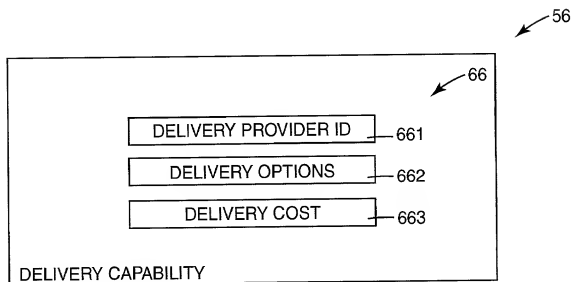 56
66
DELIVERY PROVIDER ID 661
DELIVERY OPTIONS 662
DELIVERY COST 663
DELIVERY CAPABILITY